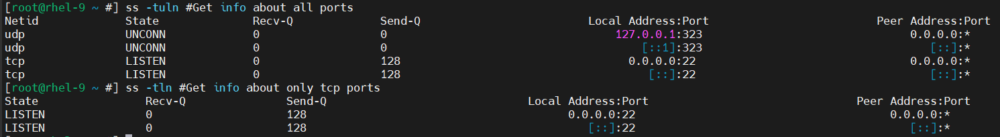 [root@rhel-9 ~ #] ss -tuln #Get info about all ports
Netid State Recv-Q Send-Q Local Address:Port Peer Address:Port
udp UNCONN 0 0 127.0.0.1:323 0.0.0.0:*
udp UNCONN 0 0 [::1]:323 [::]:*
tcp LISTEN 0 128 0.0.0.0:22 0.0.0.0:*
tcp LISTEN 0 128 [::]:22 [::]:*
[root@rhel-9 ~ #] ss -tln #Get info about only tcp ports
State Recv-Q Send-Q Local Address:Port Peer Address:Port
LISTEN 0 128 0.0.0.0:22 0.0.0.0:*
LISTEN 0 128 [::]:22 [::]:*